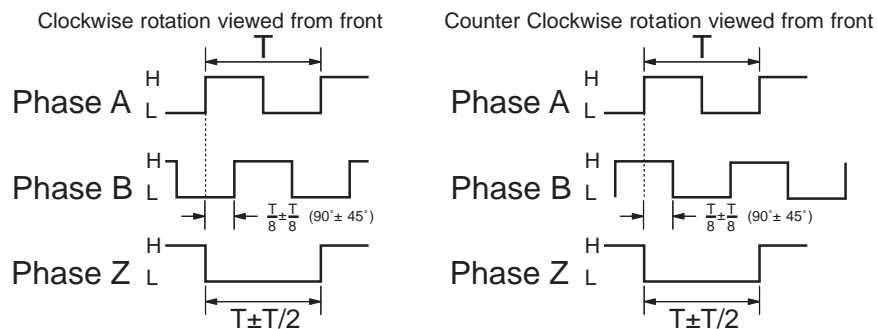 Clockwise rotation viewed from front
T
H
Phase A L
H
Phase B L
T/8±T/8 (90°± 45°)
H
Phase Z L
T±T/2
Counter Clockwise rotation viewed from front
T
H
Phase A L
H
Phase B L
T/8±T/8 (90°± 45°)
H
Phase Z L
T±T/2